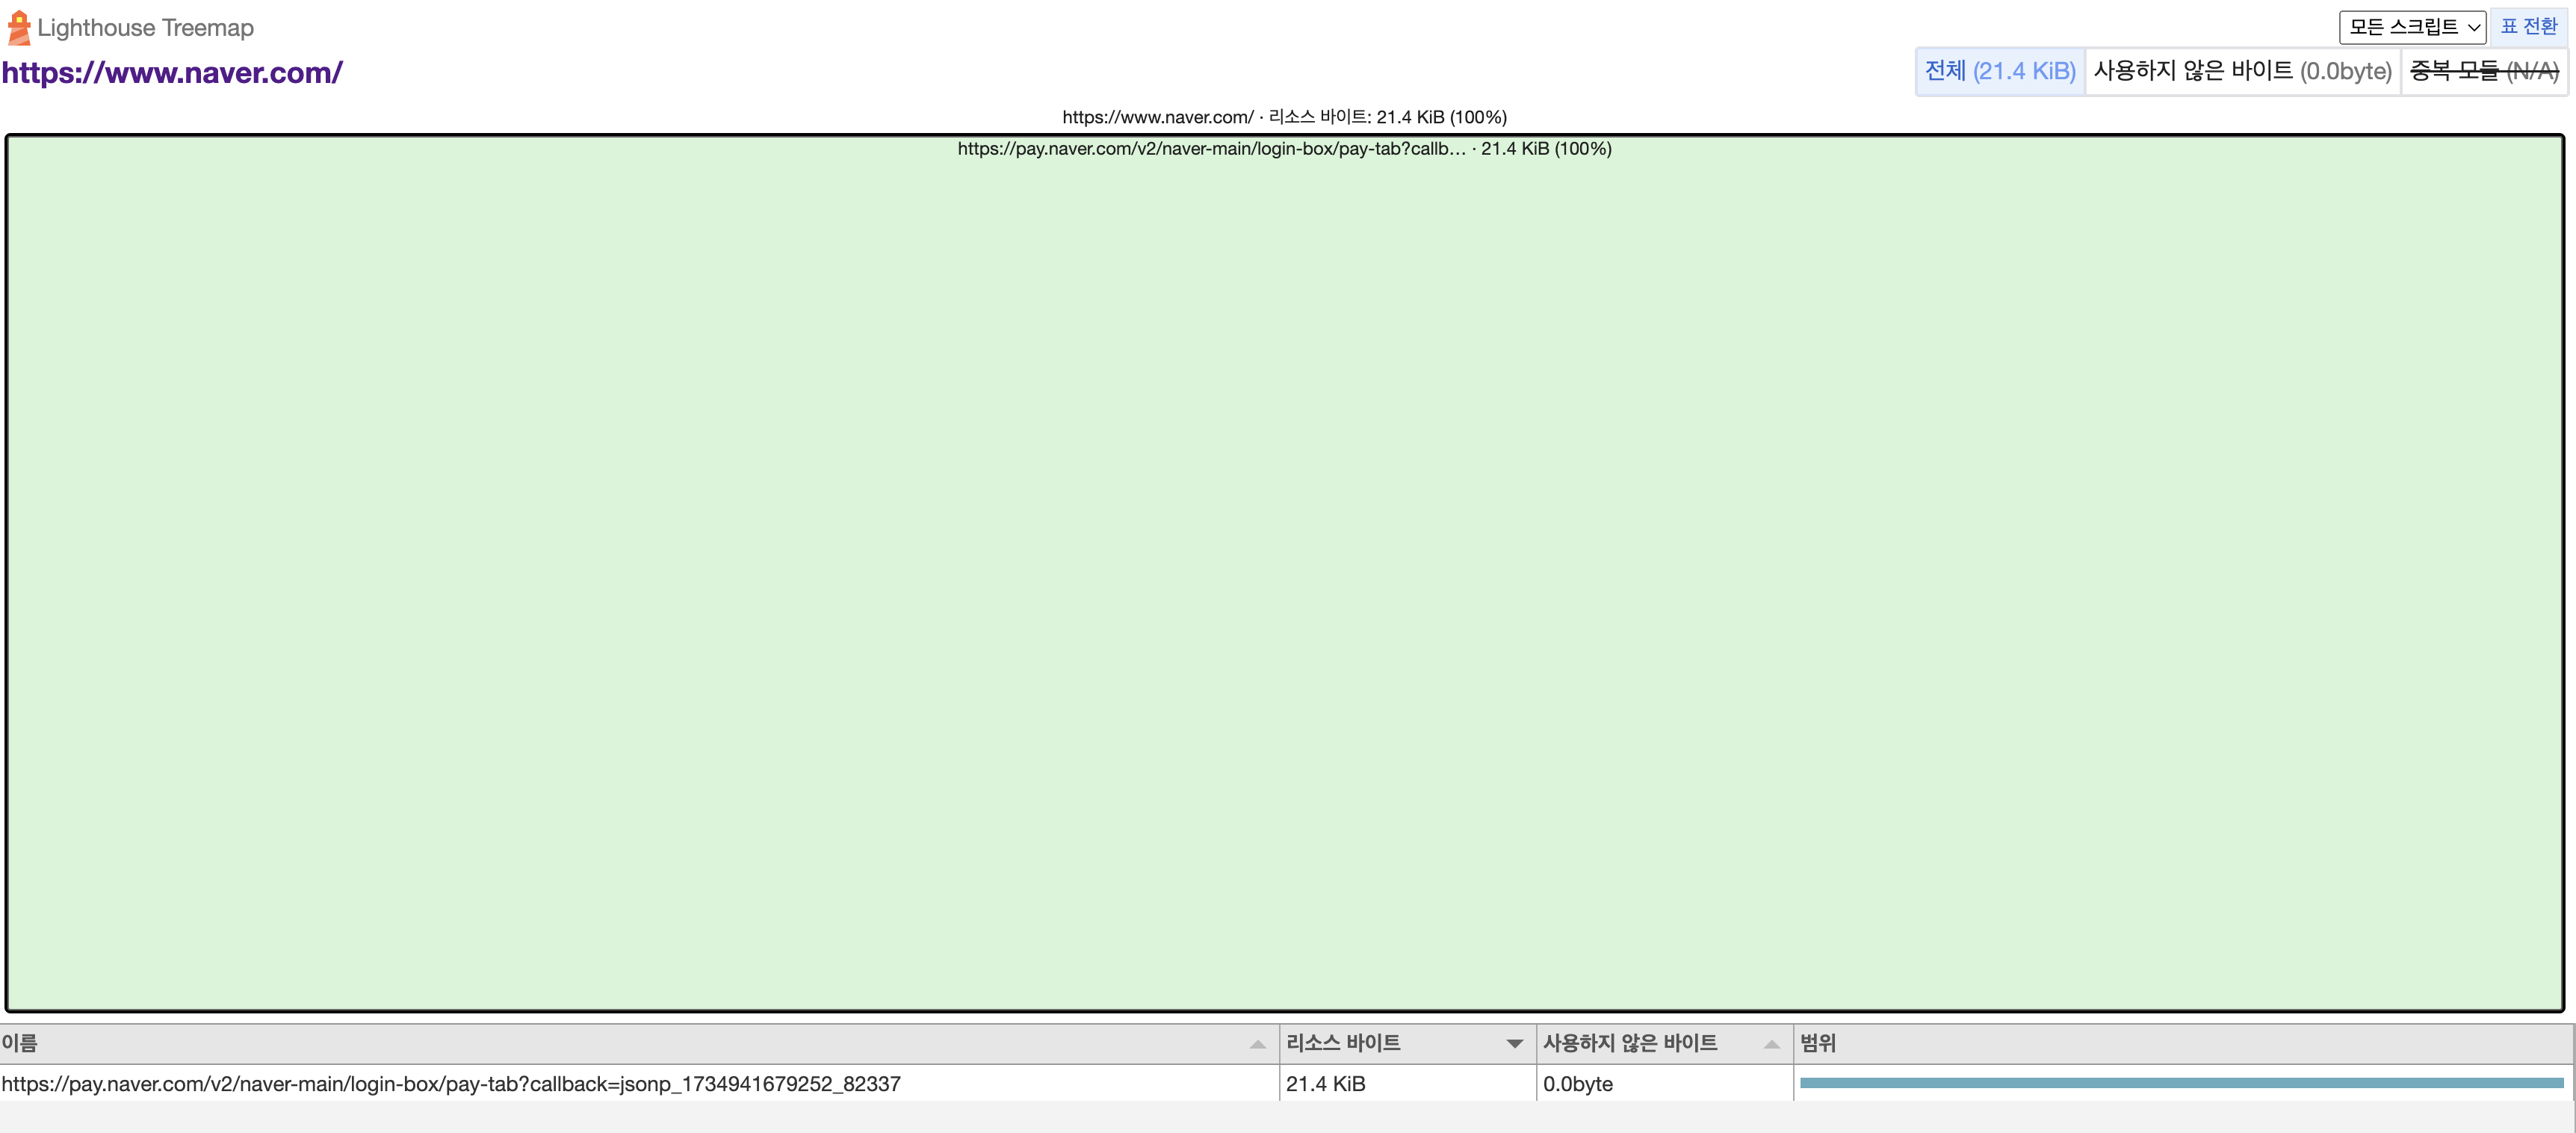 Lighthouse Treemap
모든 스크립트
표 전환
https://www.naver.com/
전체 (21.4 KiB)
사용하지 않은 바이트 (0.0byte)
중복 모듈 (N/A)
https://www.naver.com/ · 리소스 바이트: 21.4 KiB (100%)
https://pay.naver.com/v2/naver-main/login-box/pay-tab?callb… · 21.4 KiB (100%)
이름
리소스 바이트
사용하지 않은 바이트
범위
https://pay.naver.com/v2/naver-main/login-box/pay-tab?callback=jsonp_1734941679252_82337
21.4 KiB
0.0byte